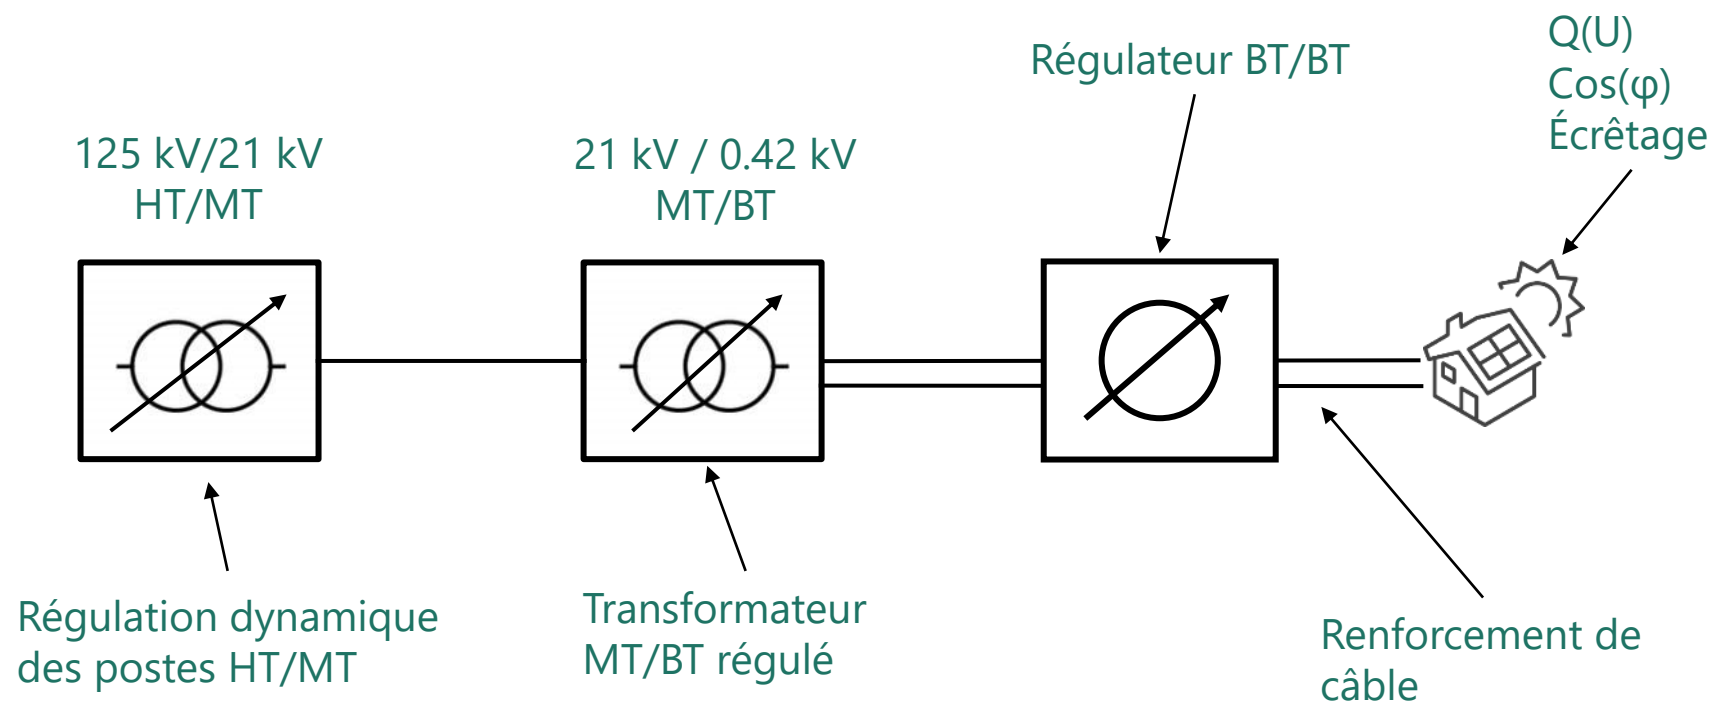 Q(U)
Cos(φ)
Écrêtage
Régulateur BT/BT
125 kV/21 kV
HT/MT
21 kV / 0.42 kV
MT/BT
Régulation dynamique
des postes HT/MT
Transformateur
MT/BT régulé
Renforcement de
câble